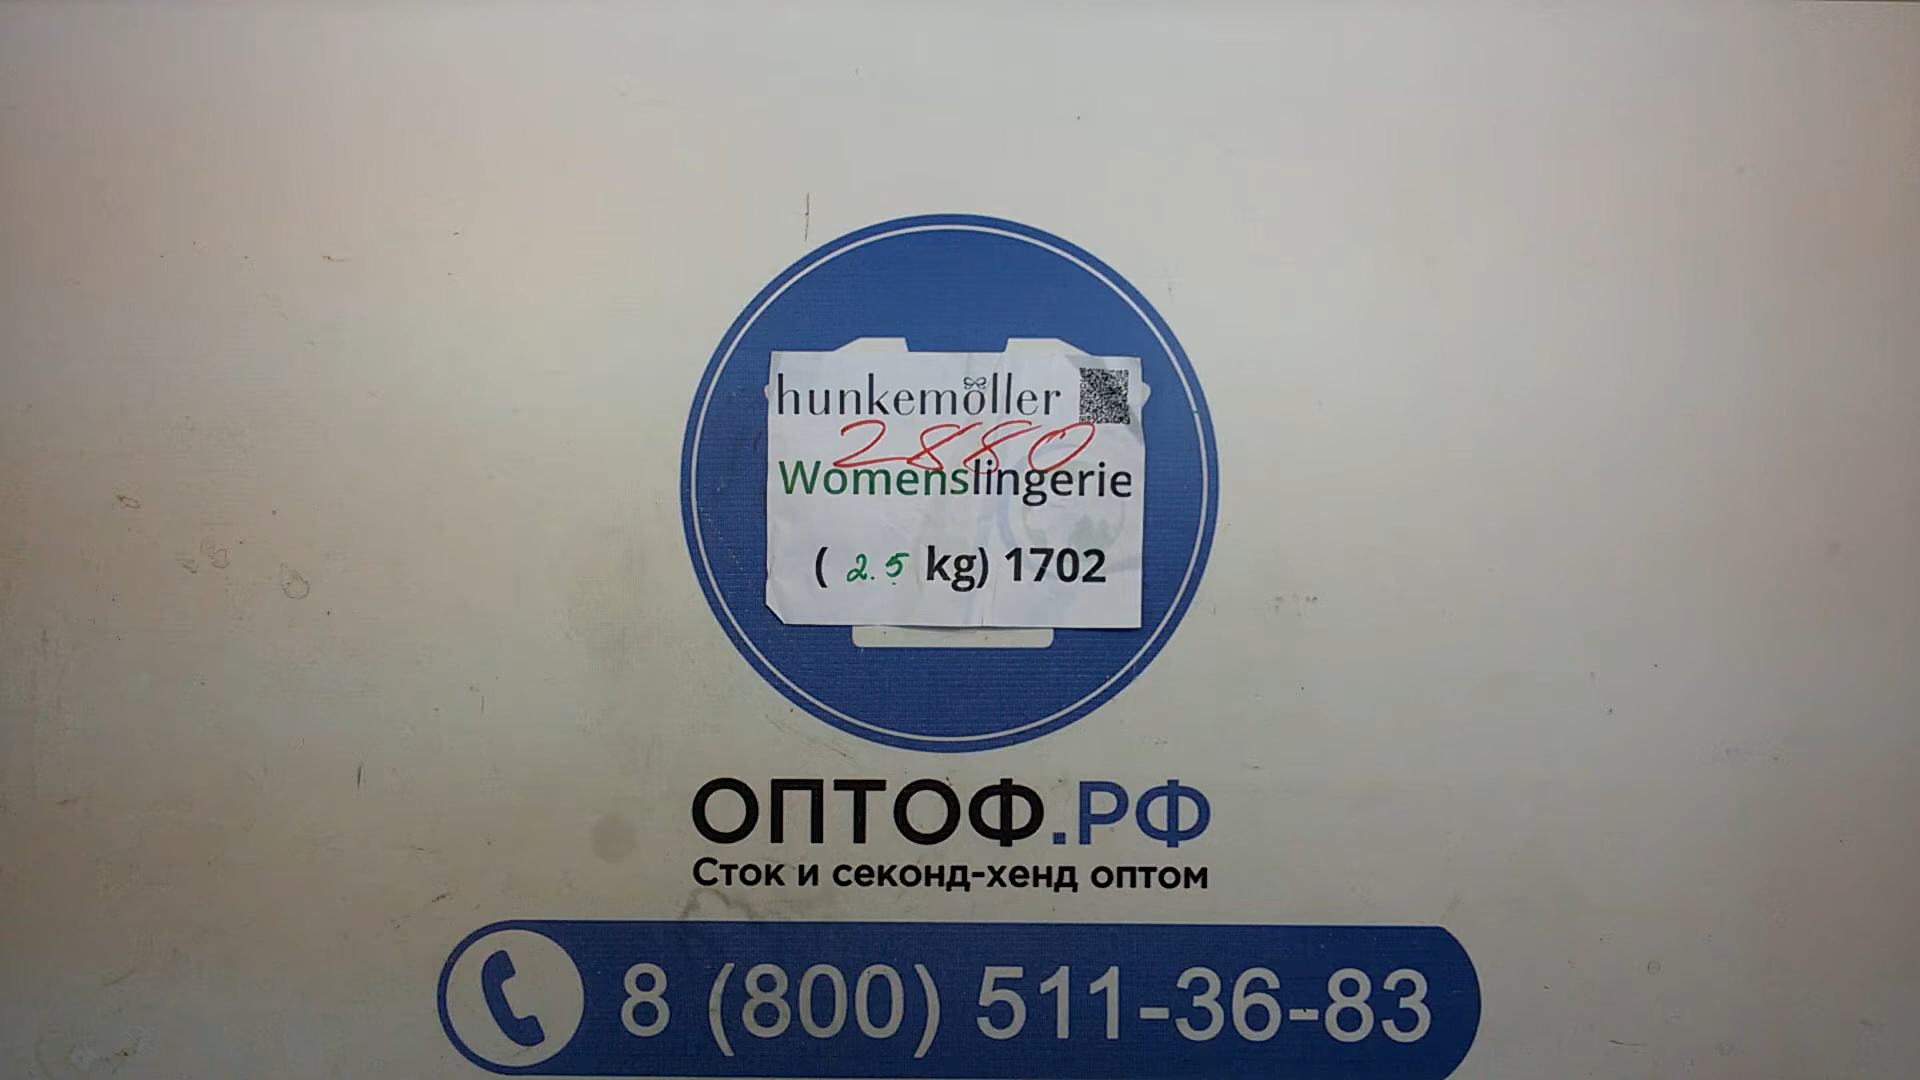 hunkemöller
2880
Womenslingerie
( 2.5 kg) 1702
ОПТОФ.РФ
Сток и секонд-хенд оптом
8 (800) 511-36-83